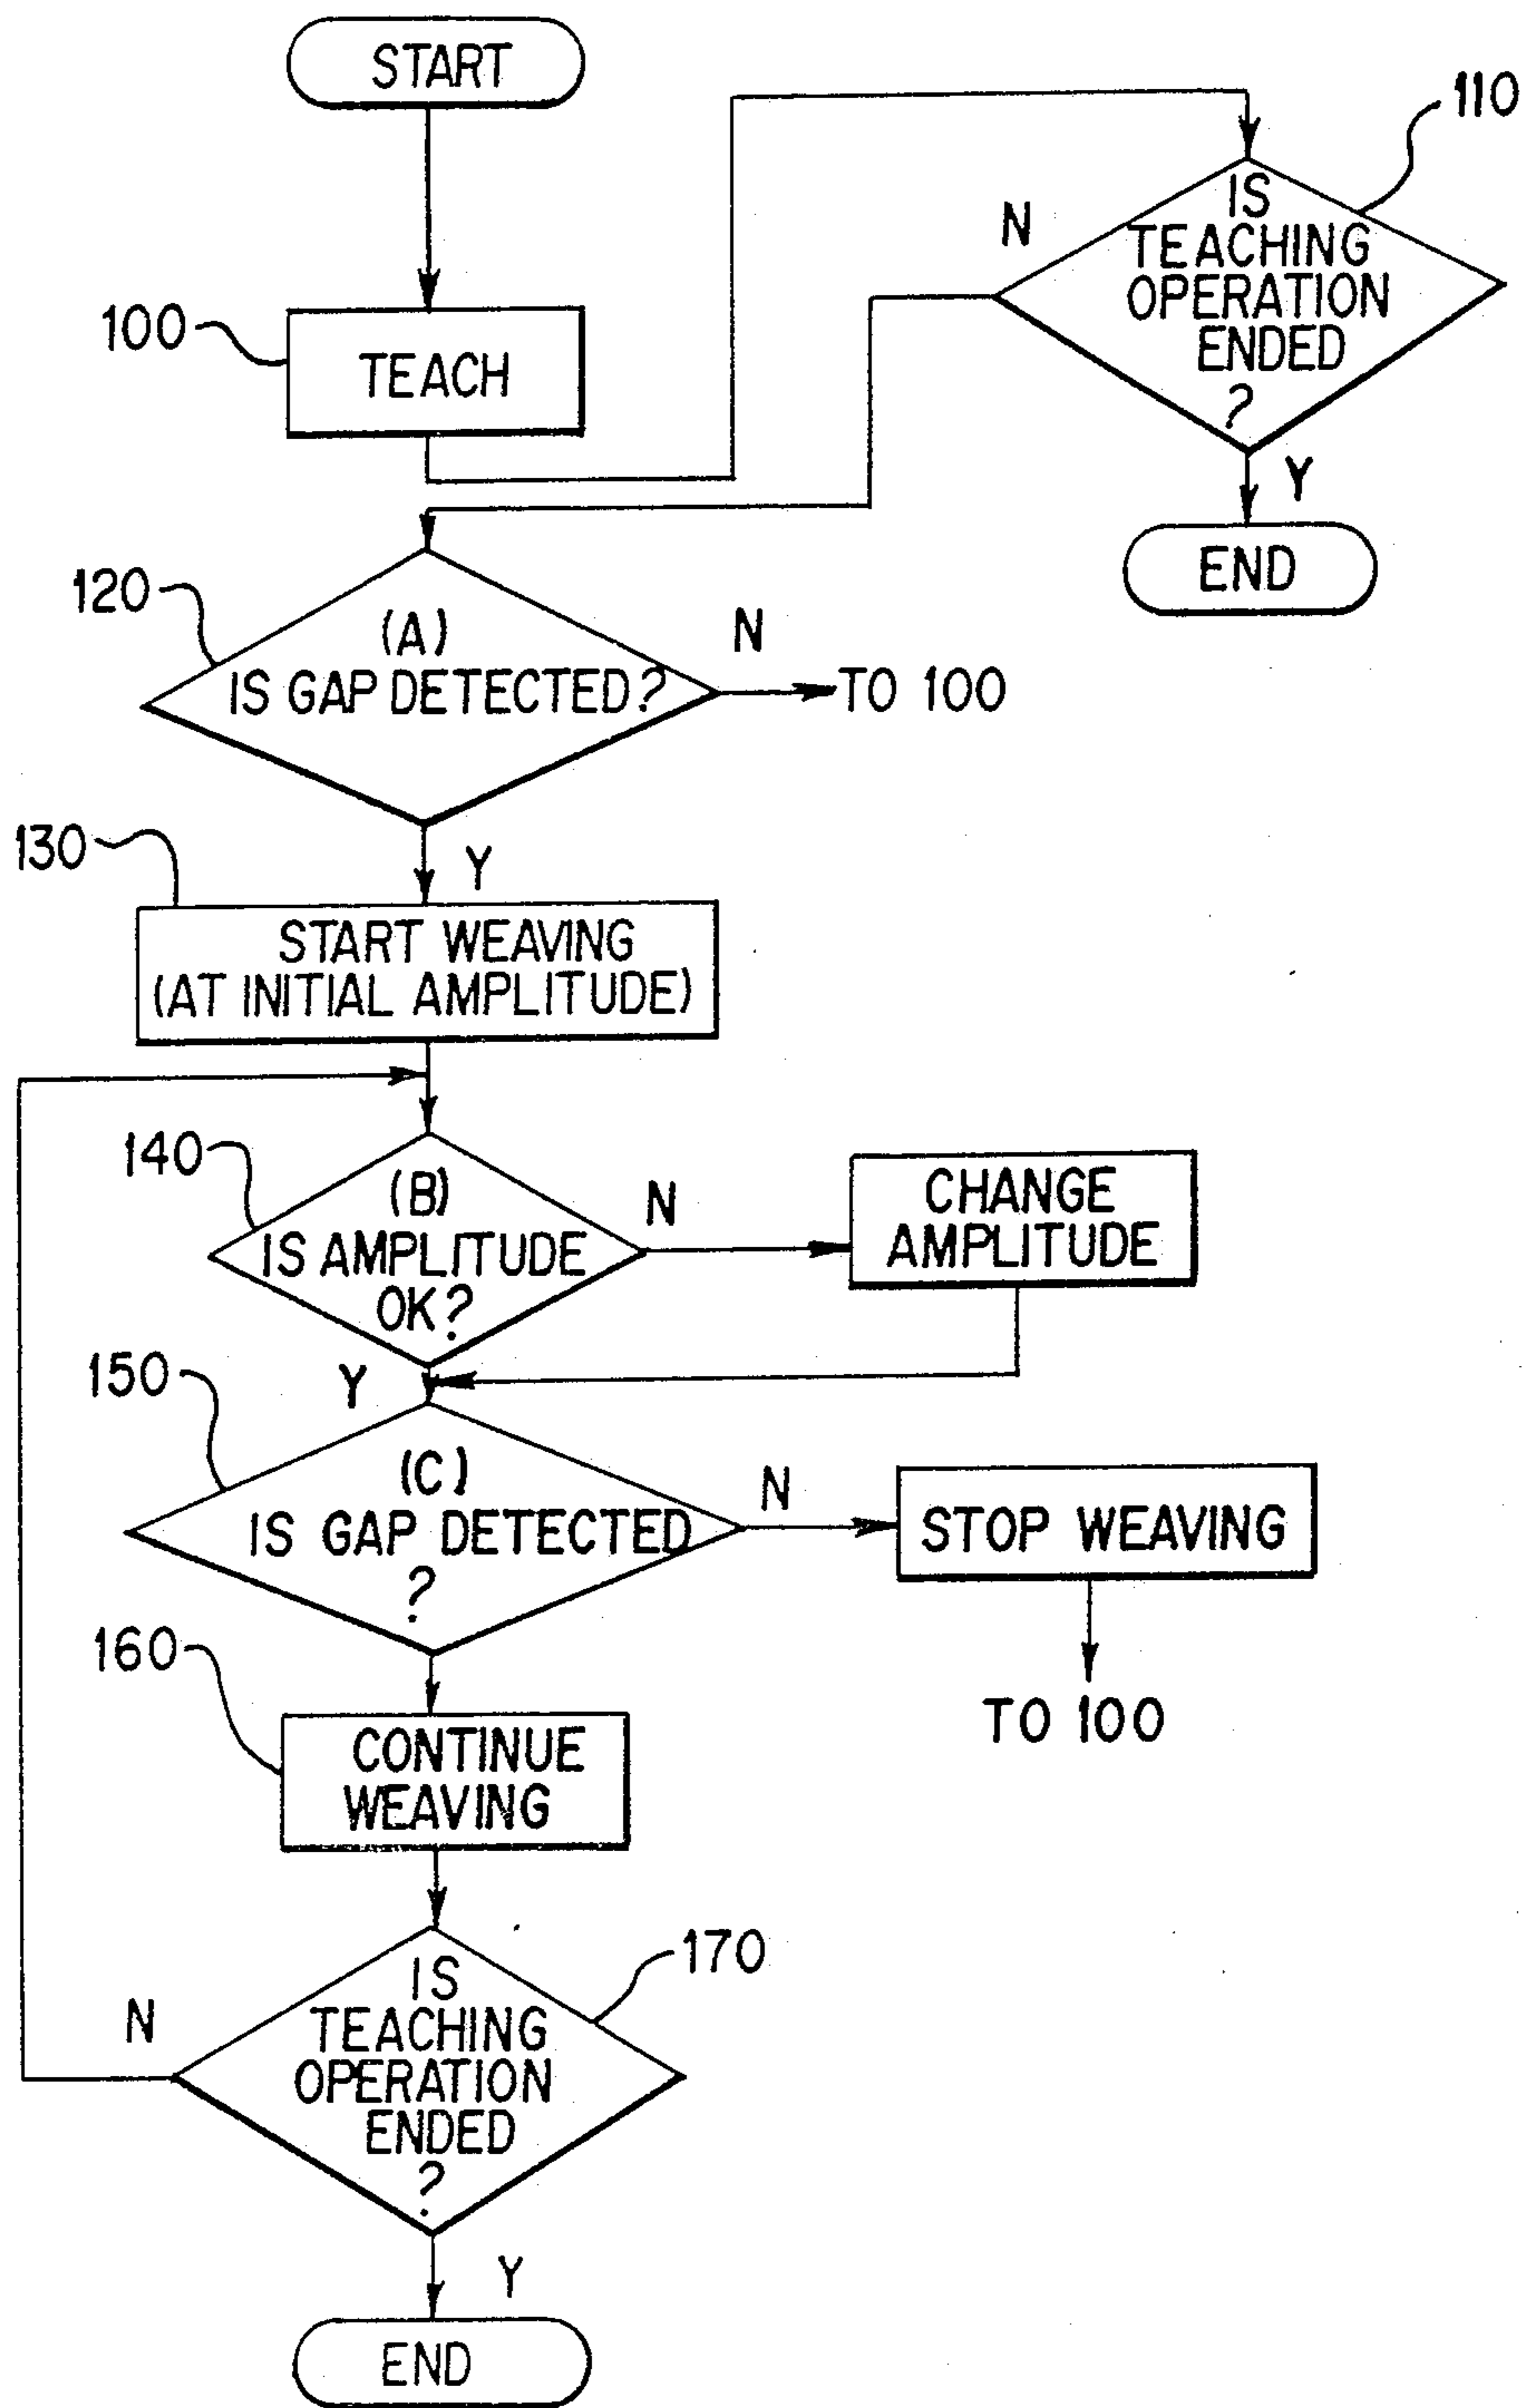 START
110
IS
TEACHING
OPERATION
ENDED
?
N
Y
END
100
TEACH
120
(A)
IS GAP DETECTED?
N
TO 100
Y
130
START WEAVING
(AT INITIAL AMPLITUDE)
140
(B)
IS AMPLITUDE
OK?
N
CHANGE
AMPLITUDE
Y
150
(C)
IS GAP DETECTED
?
N
STOP WEAVING
TO 100
160
CONTINUE
WEAVING
170
IS
TEACHING
OPERATION
ENDED
?
N
Y
END